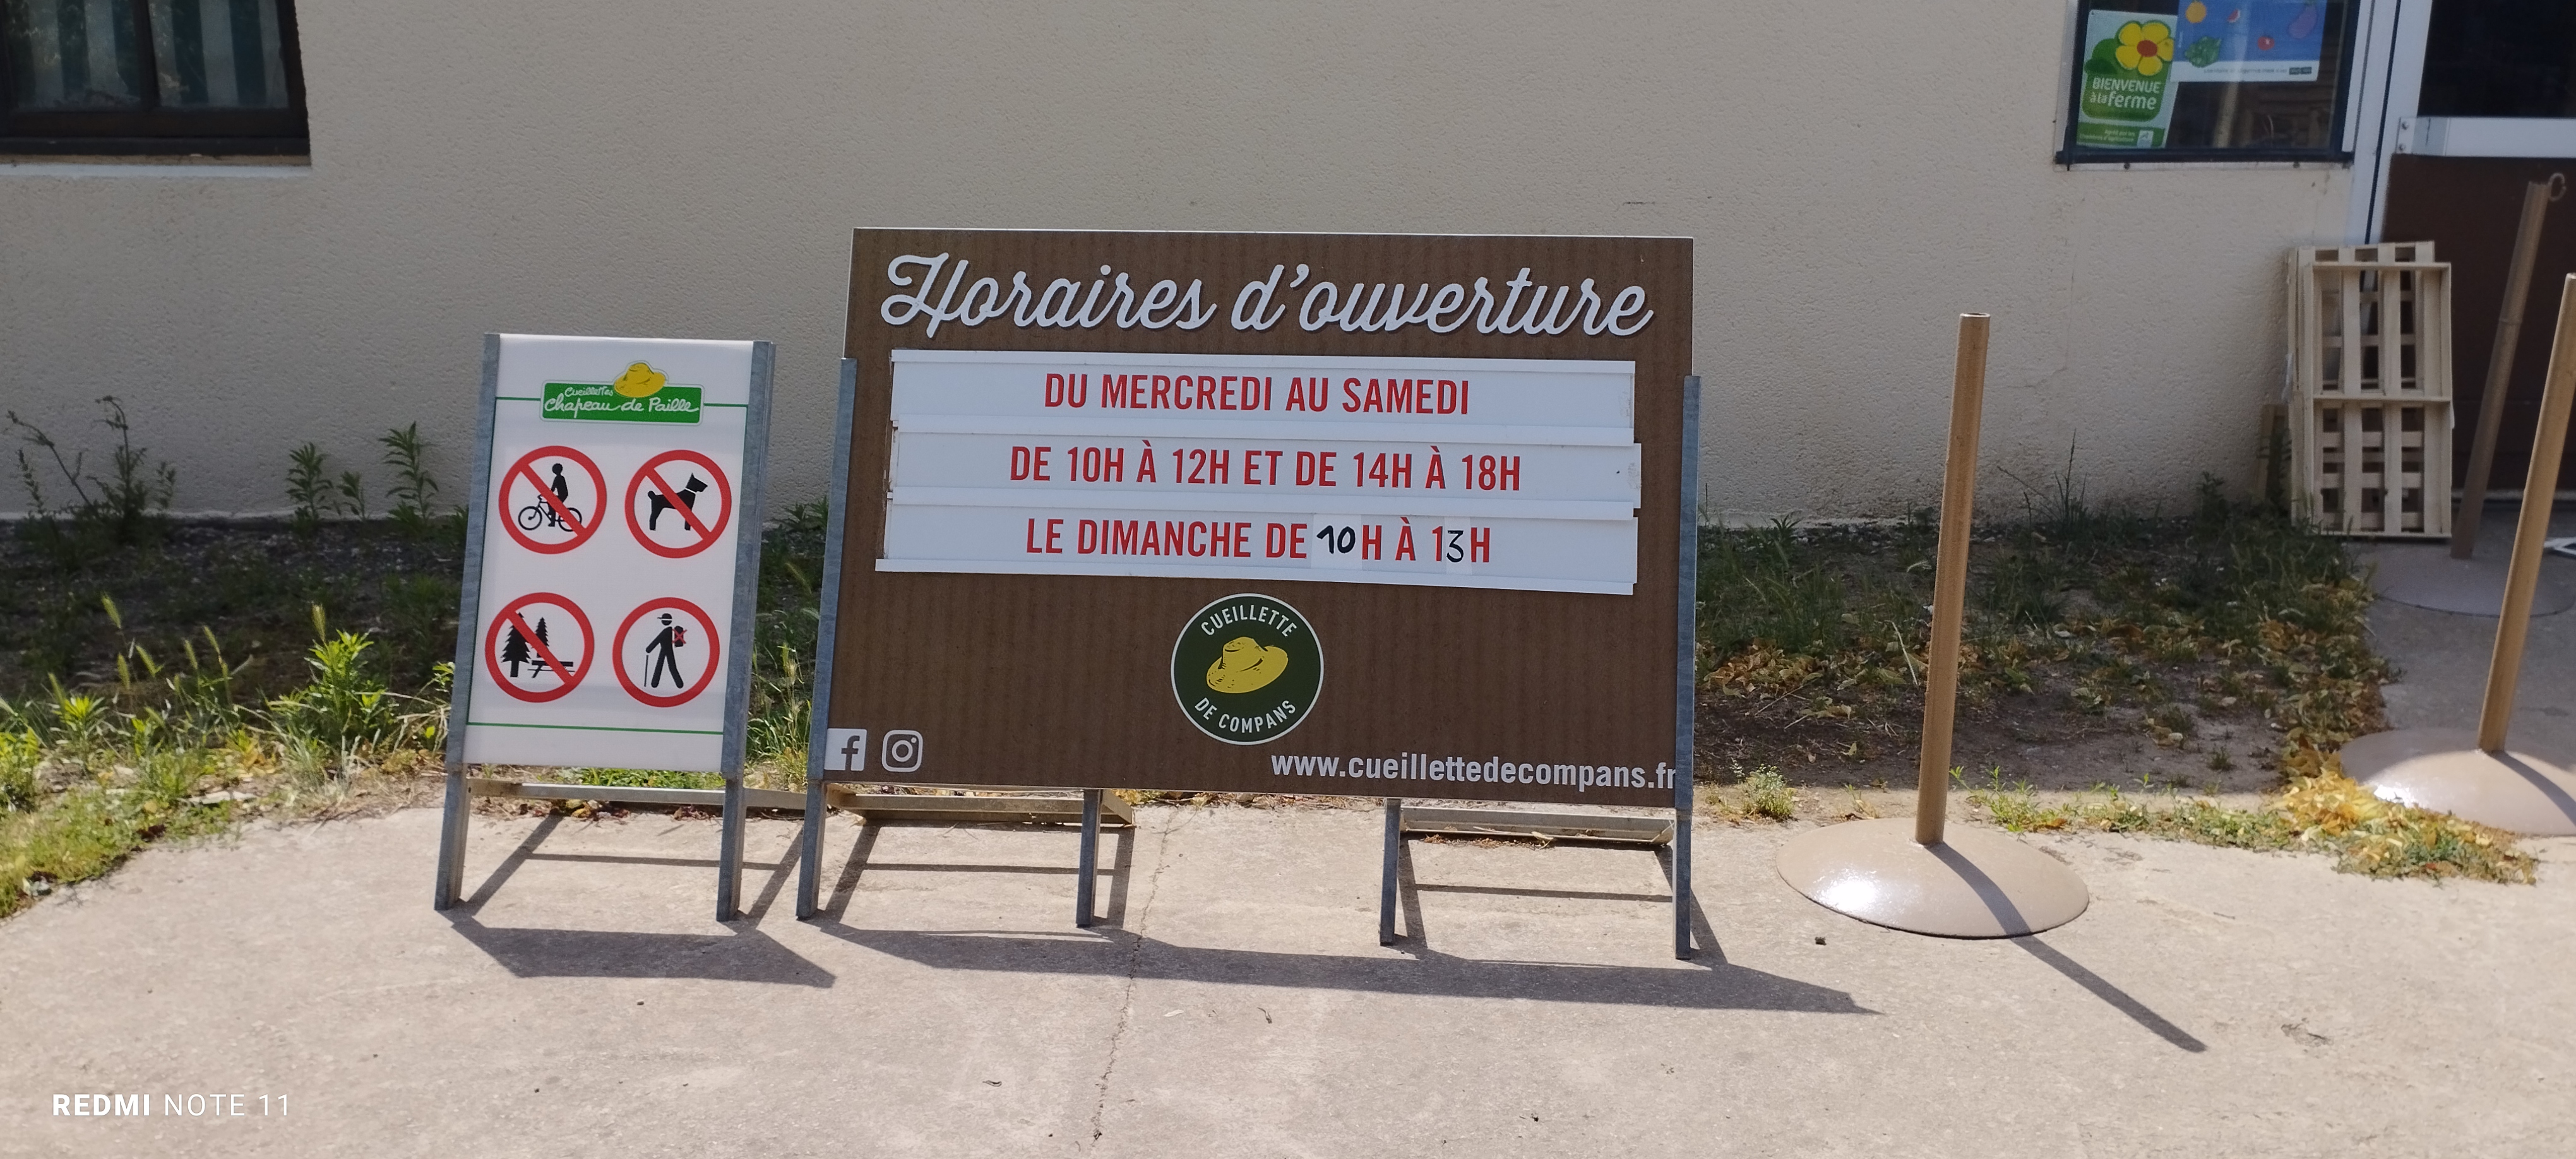 Horaires d'ouverture
DU MERCREDI AU SAMEDI
DE 10H À 12H ET DE 14H À 18H
LE DIMANCHE DE 10H À 13H
CUEILLETTE
DE COMPANS
www.cueillettedecompans.fr
Cueillettes
Chapeau de Paille
BIENVENUE
à la ferme
REDMI NOTE 11